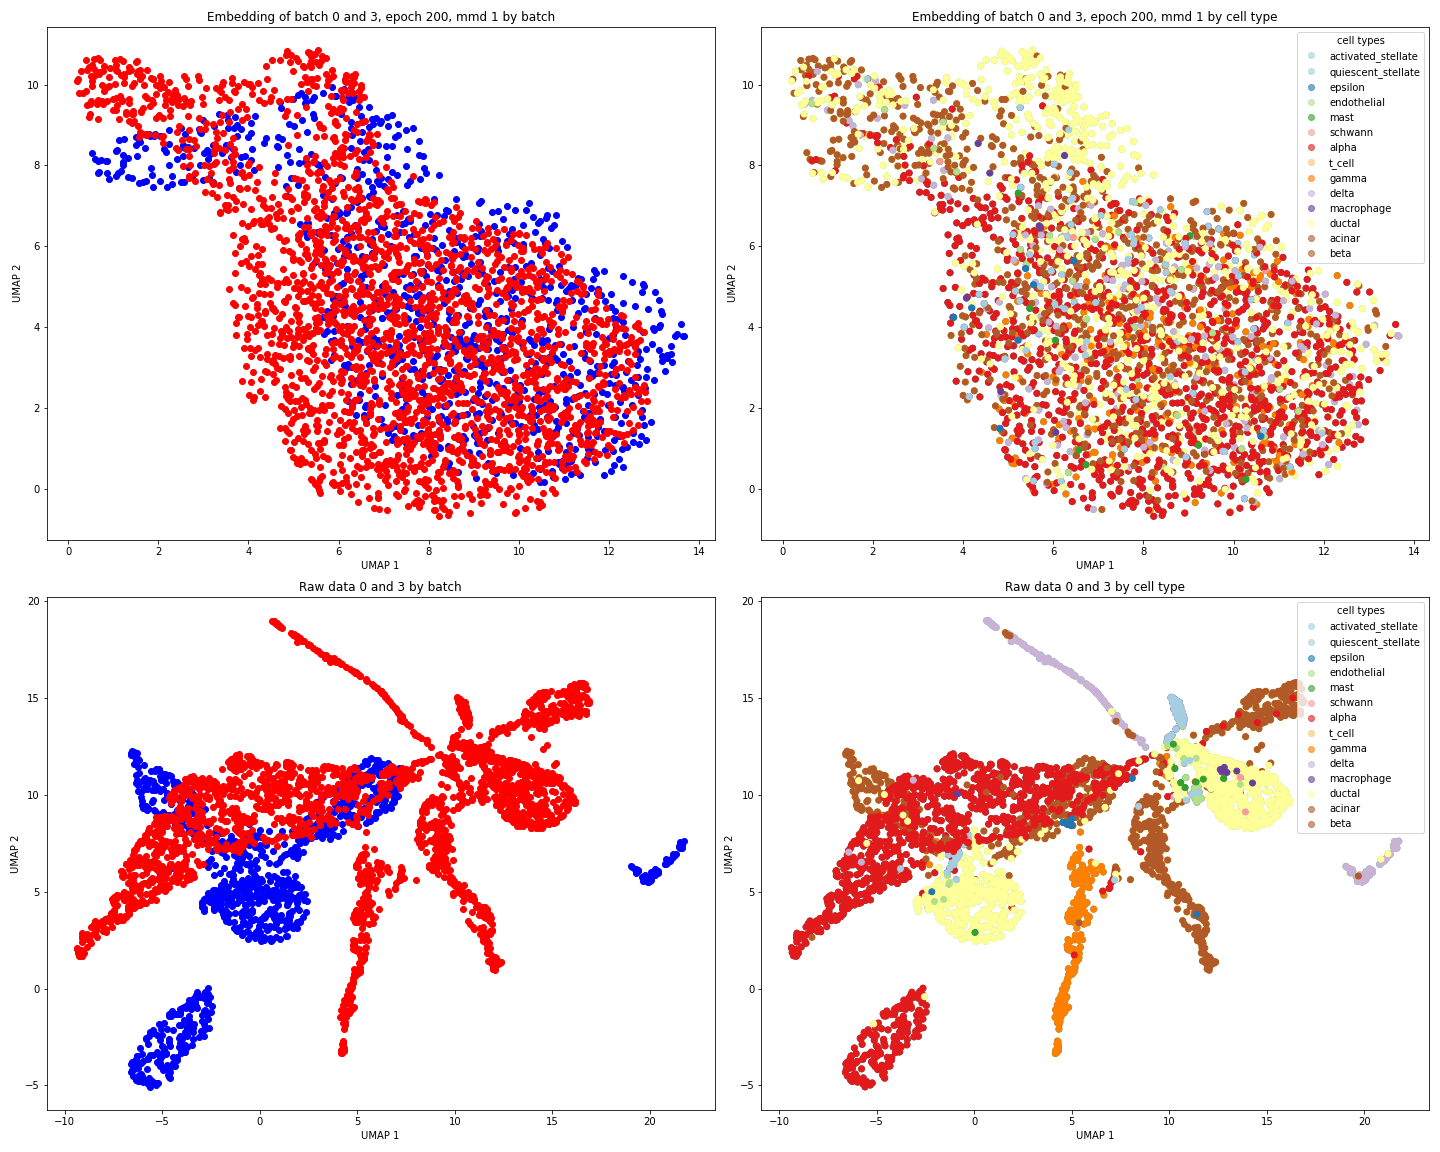 Embedding of batch 0 and 3, epoch 200, mmd 1 by batch
UMAP 2
10
8
6
4
2
0
0 2 4 6 8 10 12 14
UMAP 1
Embedding of batch 0 and 3, epoch 200, mmd 1 by cell type
UMAP 2
10
8
6
4
2
0
0 2 4 6 8 10 12 14
UMAP 1
cell types
activated_stellate
quiescent_stellate
epsilon
endothelial
mast
schwann
alpha
t_cell
gamma
delta
macrophage
ductal
acinar
beta
Raw data 0 and 3 by batch
UMAP 2
20
15
10
5
0
−5
−10 −5 0 5 10 15 20
UMAP 1
Raw data 0 and 3 by cell type
UMAP 2
20
15
10
5
0
−5
−10 −5 0 5 10 15 20
UMAP 1
cell types
activated_stellate
quiescent_stellate
epsilon
endothelial
mast
schwann
alpha
t_cell
gamma
delta
macrophage
ductal
acinar
beta